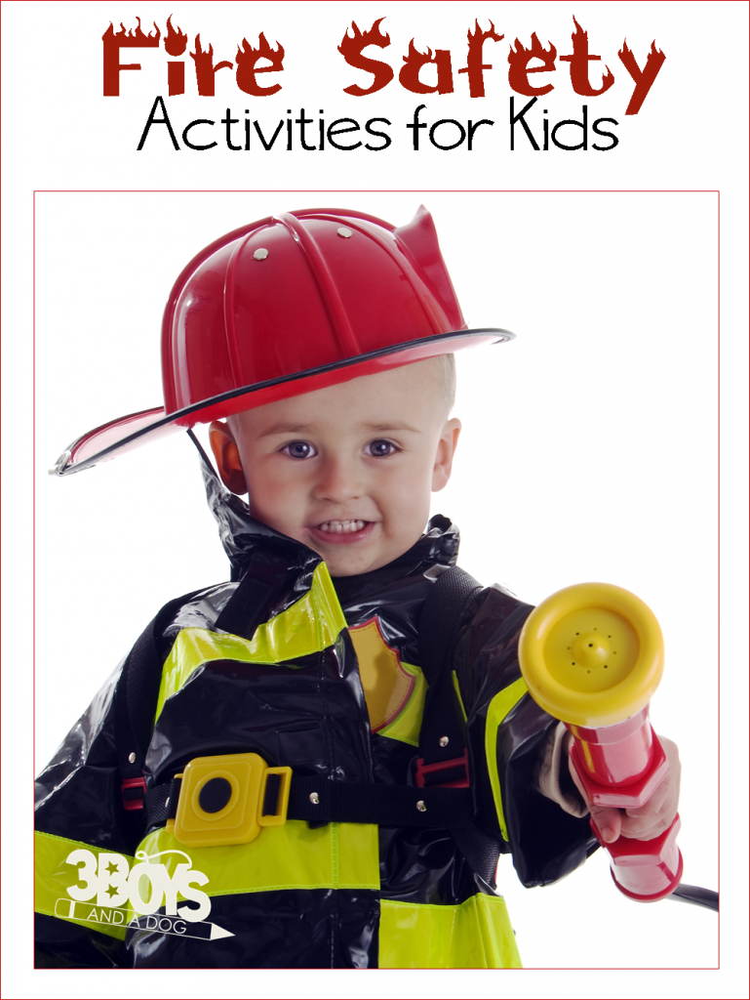 Fire Safety
Activities for Kids
3BOYS
AND A DOG